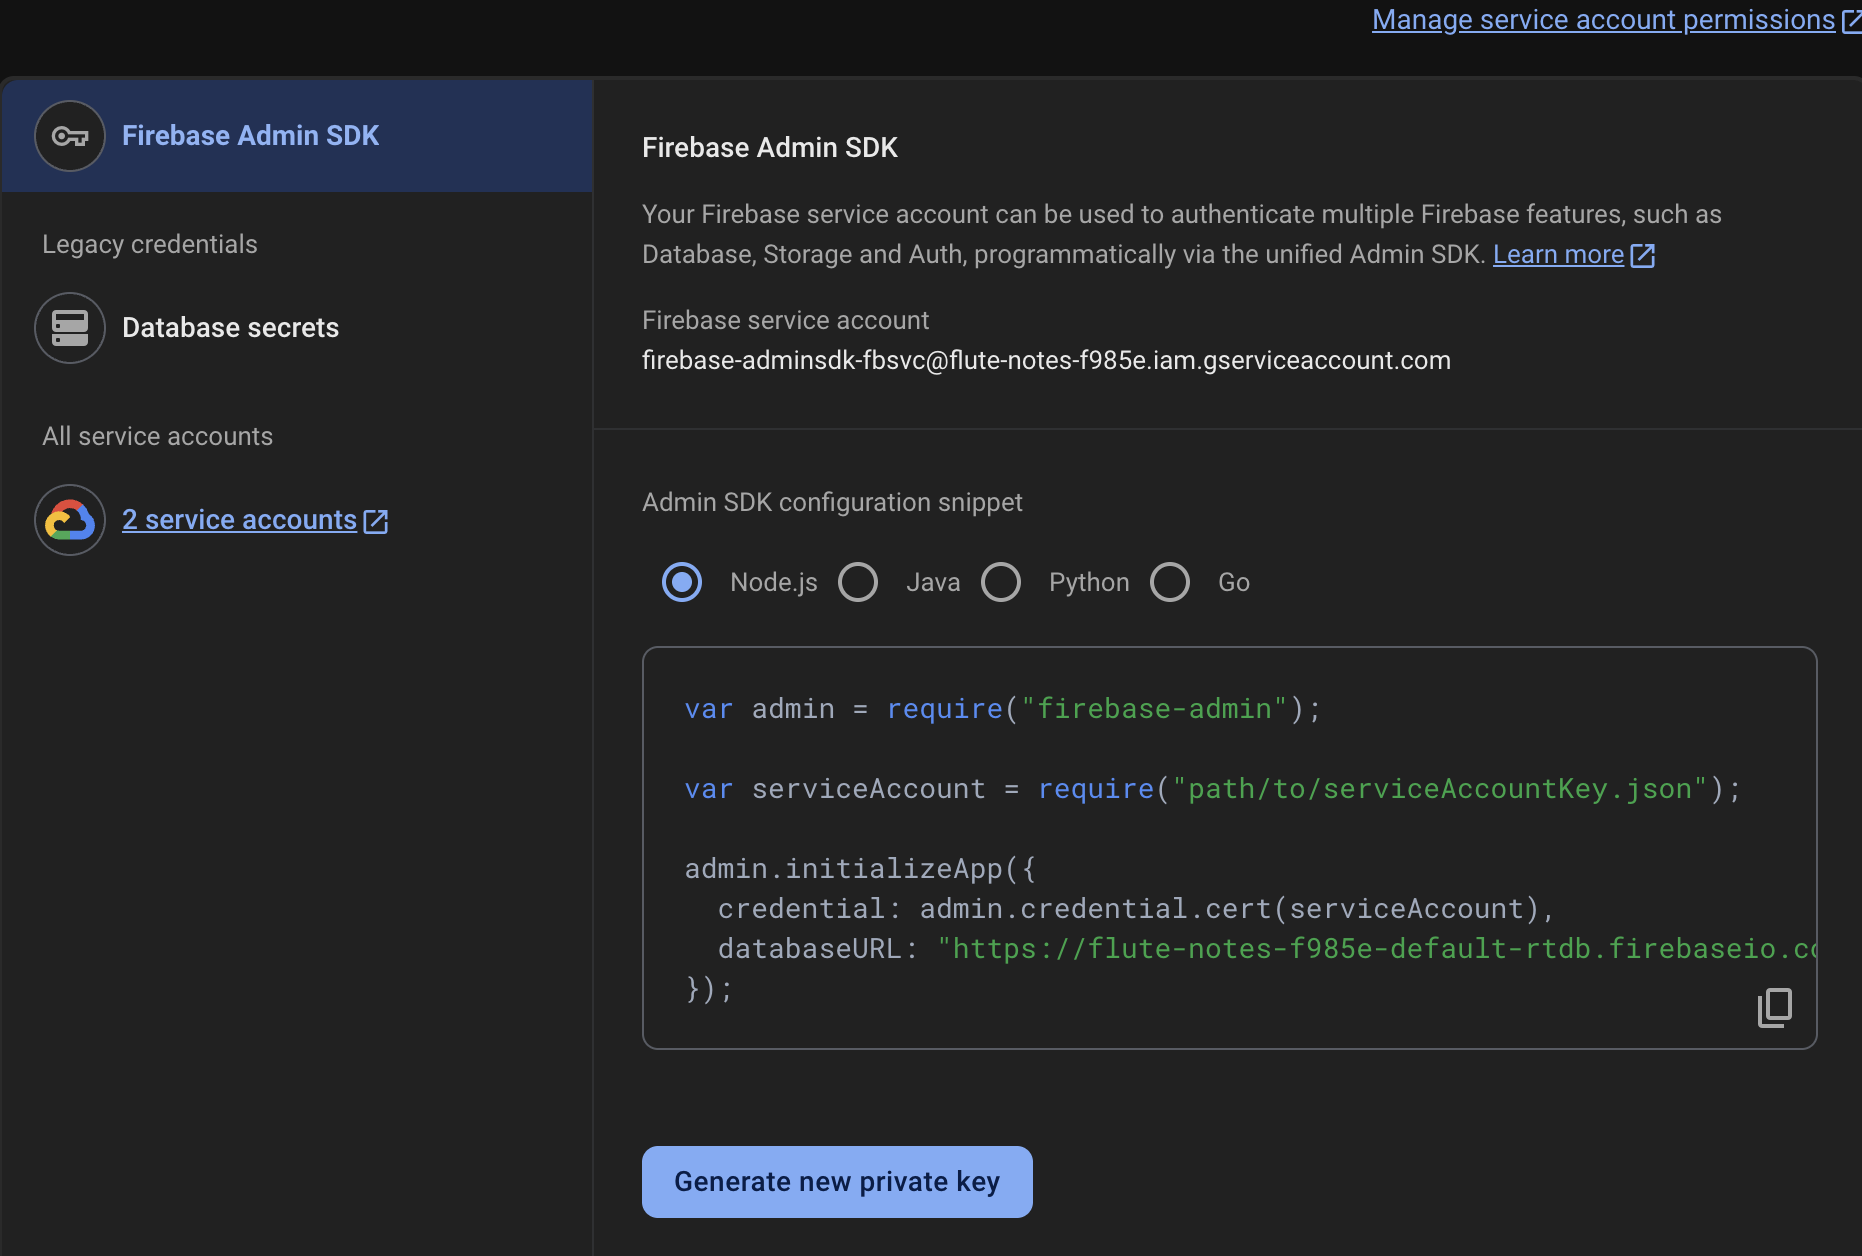 Manage service account permissions
Firebase Admin SDK
Legacy credentials
Database secrets
All service accounts
2 service accounts
Firebase Admin SDK
Your Firebase service account can be used to authenticate multiple Firebase features, such as
Database, Storage and Auth, programmatically via the unified Admin SDK. Learn more
Firebase service account
firebase-adminsdk-fbsvc@flute-notes-f985e.iam.gserviceaccount.com
Admin SDK configuration snippet
Node.js Java Python Go
var admin = require("firebase-admin");
var serviceAccount = require("path/to/serviceAccountKey.json");
admin.initializeApp({
  credential: admin.credential.cert(serviceAccount),
  databaseURL: "https://flute-notes-f985e-default-rtdb.firebaseio.co
});
Generate new private key